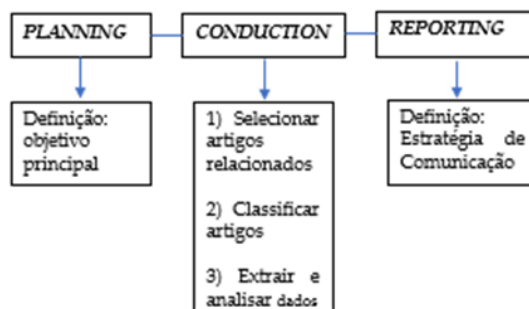 PLANNING
CONDUCTION
REPORTING
Definição:
objetivo
principal
1) Selecionar
artigos
relacionados
2) Classificar
artigos
3) Extrair e
analisar dados
Definição:
Estratégia de
Comunicação